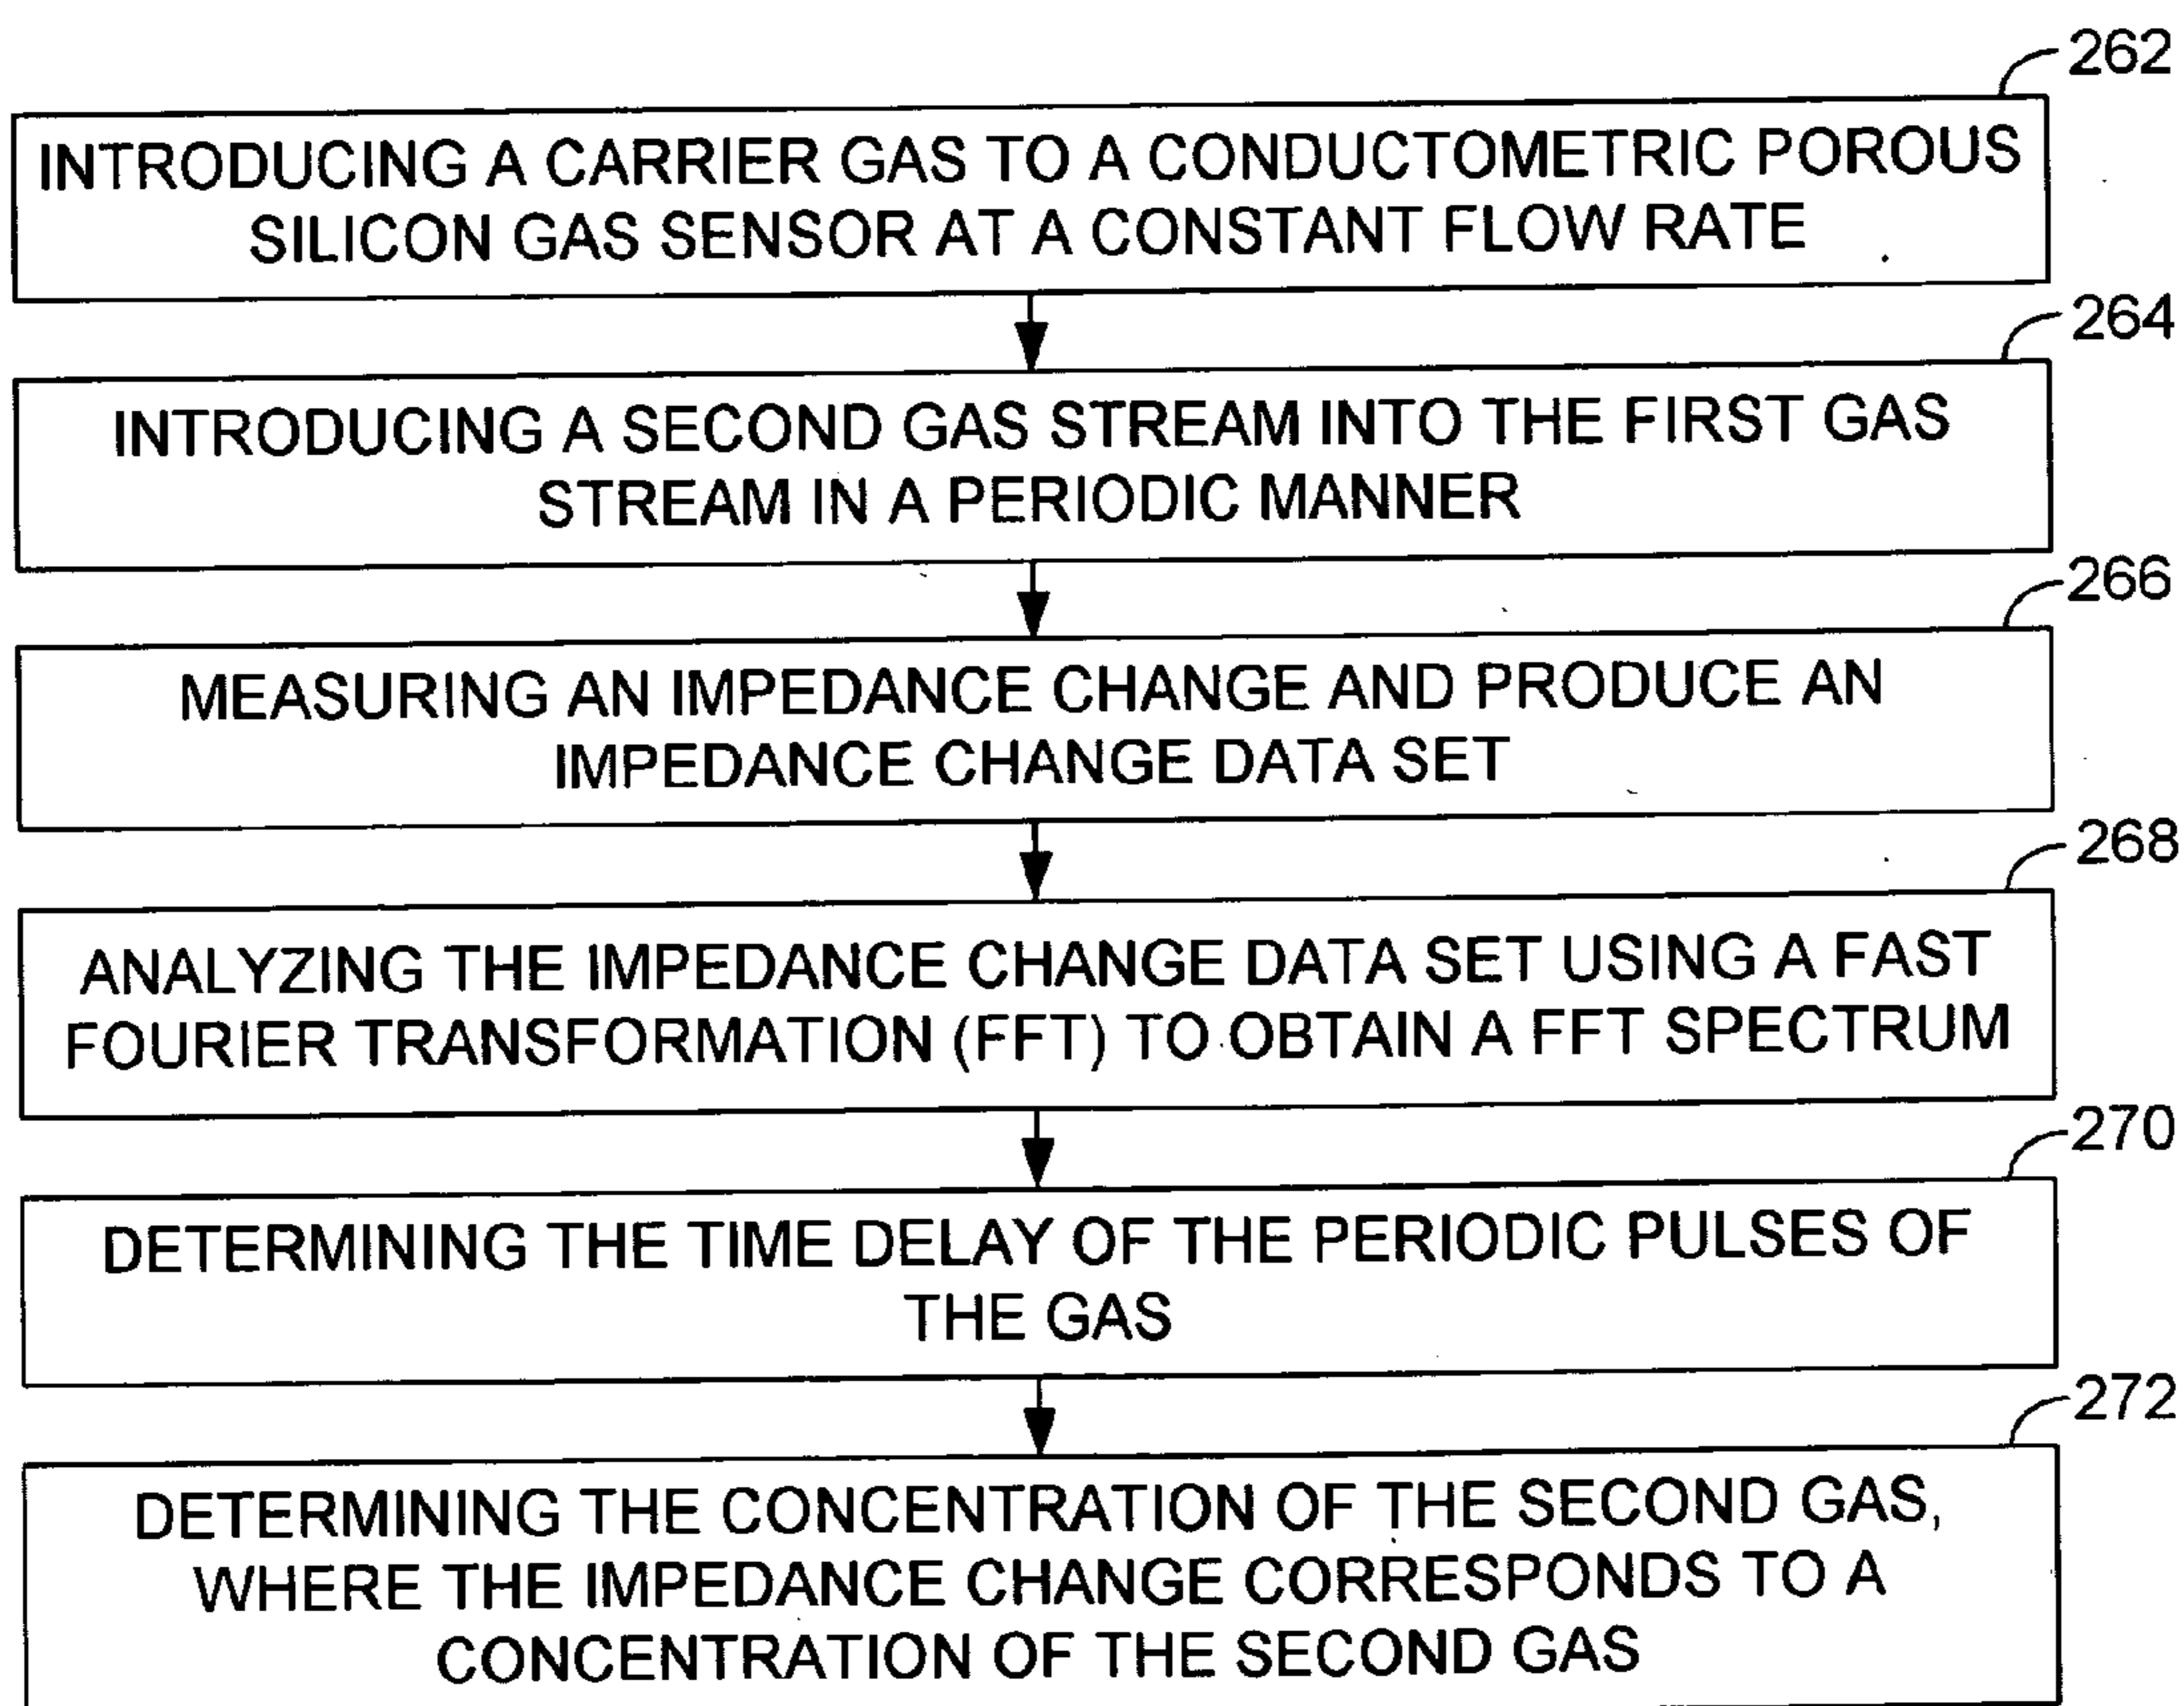 262
INTRODUCING A CARRIER GAS TO A CONDUCTOMETRIC POROUS
SILICON GAS SENSOR AT A CONSTANT FLOW RATE
264
INTRODUCING A SECOND GAS STREAM INTO THE FIRST GAS
STREAM IN A PERIODIC MANNER
266
MEASURING AN IMPEDANCE CHANGE AND PRODUCE AN
IMPEDANCE CHANGE DATA SET
268
ANALYZING THE IMPEDANCE CHANGE DATA SET USING A FAST
FOURIER TRANSFORMATION (FFT) TO OBTAIN A FFT SPECTRUM
270
DETERMINING THE TIME DELAY OF THE PERIODIC PULSES OF
THE GAS
272
DETERMINING THE CONCENTRATION OF THE SECOND GAS,
WHERE THE IMPEDANCE CHANGE CORRESPONDS TO A
CONCENTRATION OF THE SECOND GAS